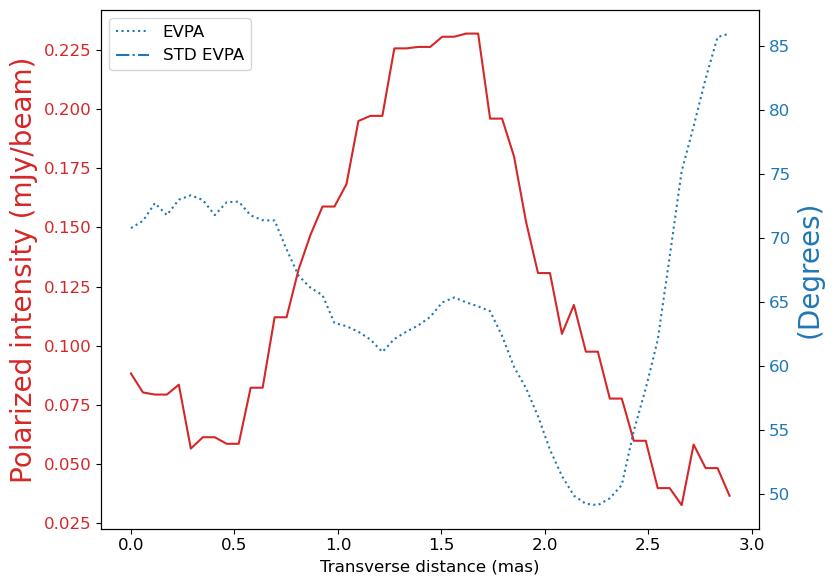 EVPA
STD EVPA
Polarized intensity (mJy/beam)
0.225
0.200
0.175
0.150
0.125
0.100
0.075
0.050
0.025
85
80
75
70
65
60
55
50
(Degrees)
0.0 0.5 1.0 1.5 2.0 2.5 3.0
Transverse distance (mas)